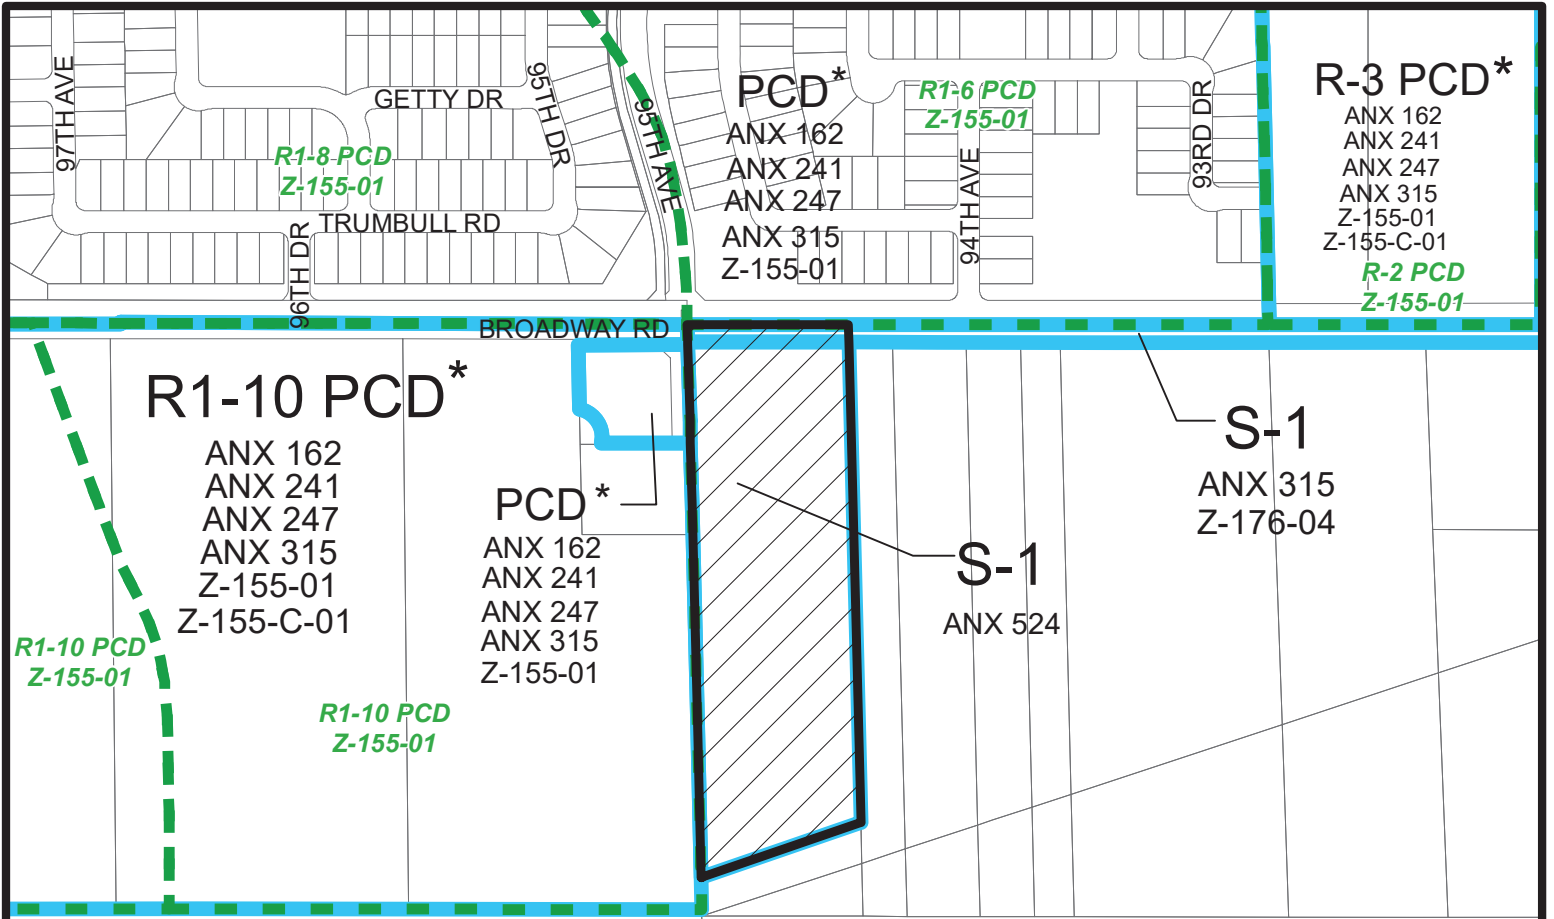 97TH AVE
GETTY DR
95TH DR
95TH AVE
R1-8 PCD
Z-155-01
TRUMBULL RD
96TH DR
PCD*
ANX 162
ANX 241
ANX 247
ANX 315
Z-155-01
R1-6 PCD
Z-155-01
94TH AVE
93RD DR
R-3 PCD*
ANX 162
ANX 241
ANX 247
ANX 315
Z-155-01
Z-155-C-01
R-2 PCD
Z-155-01
BROADWAY RD
R1-10 PCD*
ANX 162
ANX 241
ANX 247
ANX 315
Z-155-01
Z-155-C-01
R1-10 PCD
Z-155-01
R1-10 PCD
Z-155-01
PCD*
ANX 162
ANX 241
ANX 247
ANX 315
Z-155-01
S-1
ANX 524
S-1
ANX 315
Z-176-04